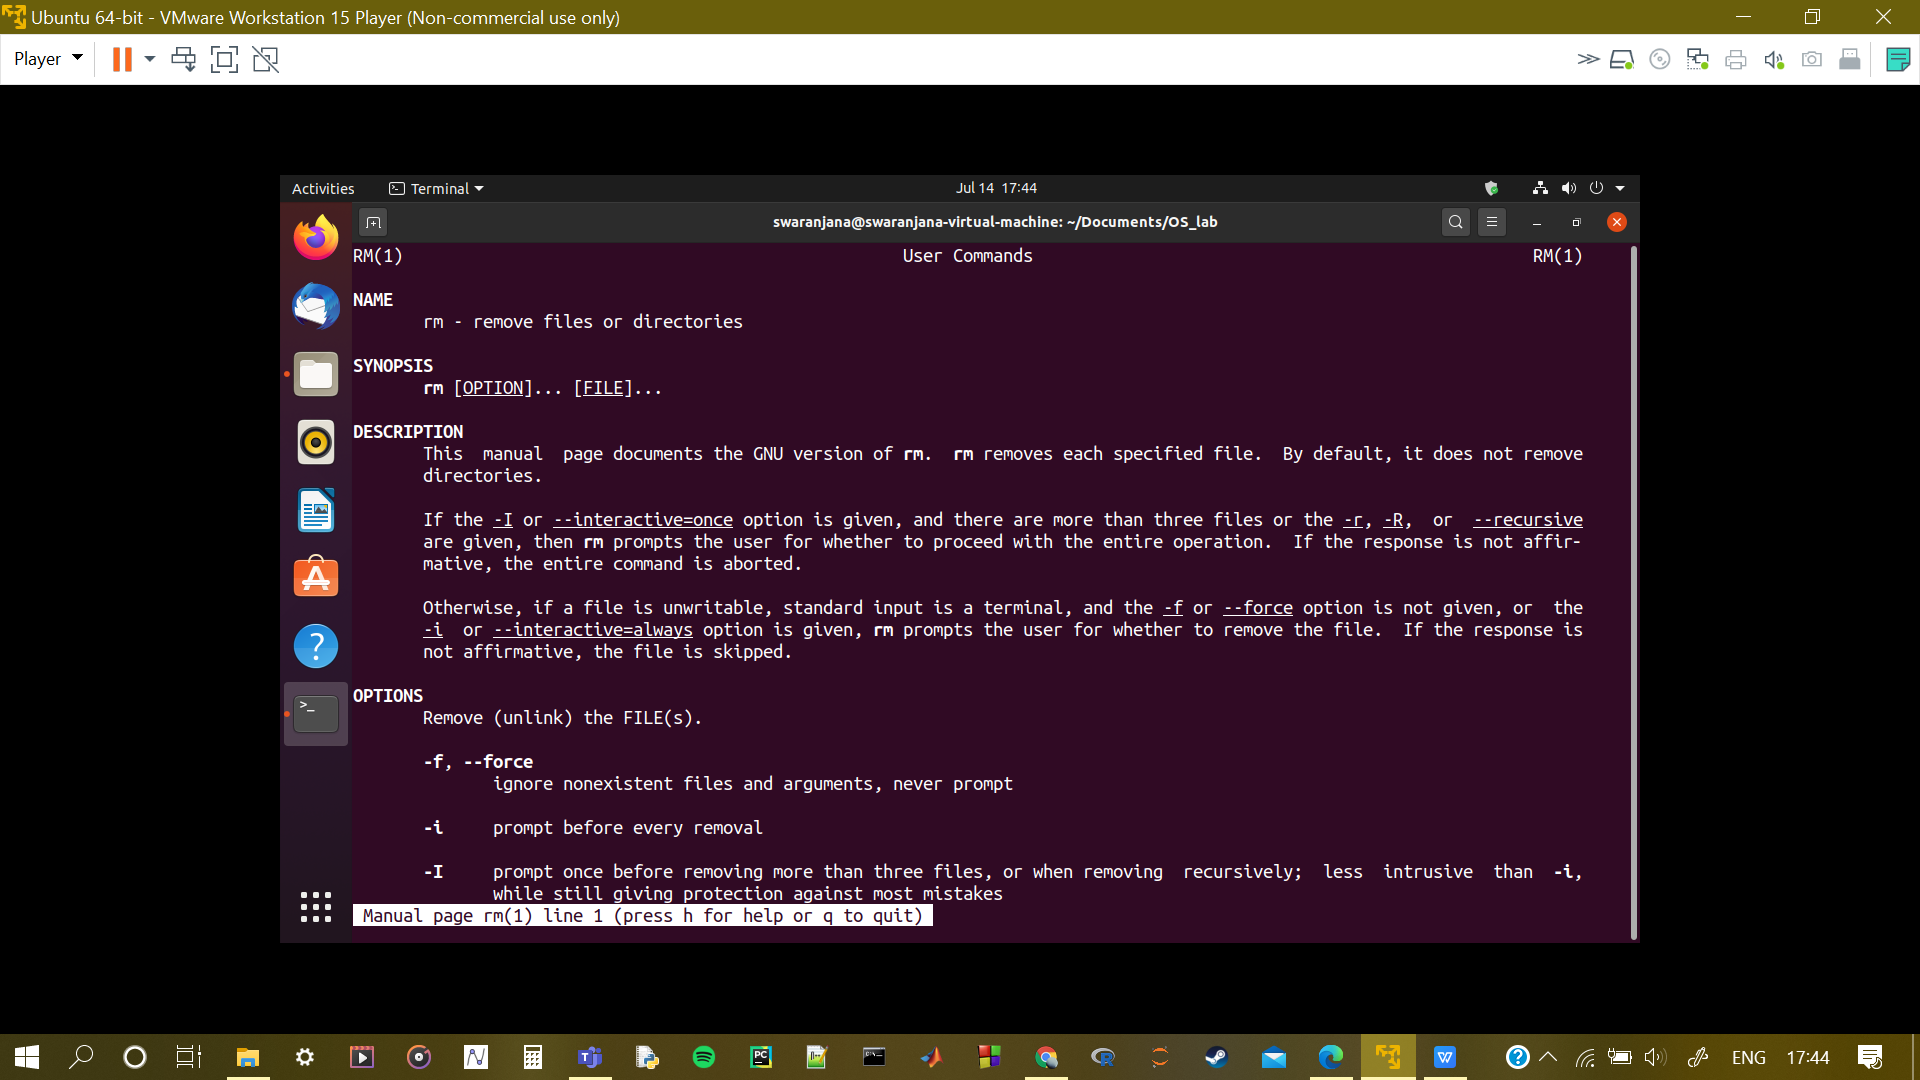 Ubuntu 64-bit - VMware Workstation 15 Player (Non-commercial use only)
Player
Activities Terminal Jul 14 17:44
swaranjana@swaranjana-virtual-machine: ~/Documents/OS_lab
RM(1) User Commands RM(1)
NAME
rm - remove files or directories
SYNOPSIS
rm [OPTION]... [FILE]...
DESCRIPTION
This manual page documents the GNU version of rm. rm removes each specified file. By default, it does not remove
directories.
If the -I or --interactive=once option is given, and there are more than three files or the -r, -R, or --recursive
are given, then rm prompts the user for whether to proceed with the entire operation. If the response is not affir-
mative, the entire command is aborted.
Otherwise, if a file is unwritable, standard input is a terminal, and the -f or --force option is not given, or the
-i or --interactive=always option is given, rm prompts the user for whether to remove the file. If the response is
not affirmative, the file is skipped.
OPTIONS
Remove (unlink) the FILE(s).
-f, --force
ignore nonexistent files and arguments, never prompt
-i prompt before every removal
-I prompt once before removing more than three files, or when removing recursively; less intrusive than -i,
while still giving protection against most mistakes
Manual page rm(1) line 1 (press h for help or q to quit)
ENG 17:44